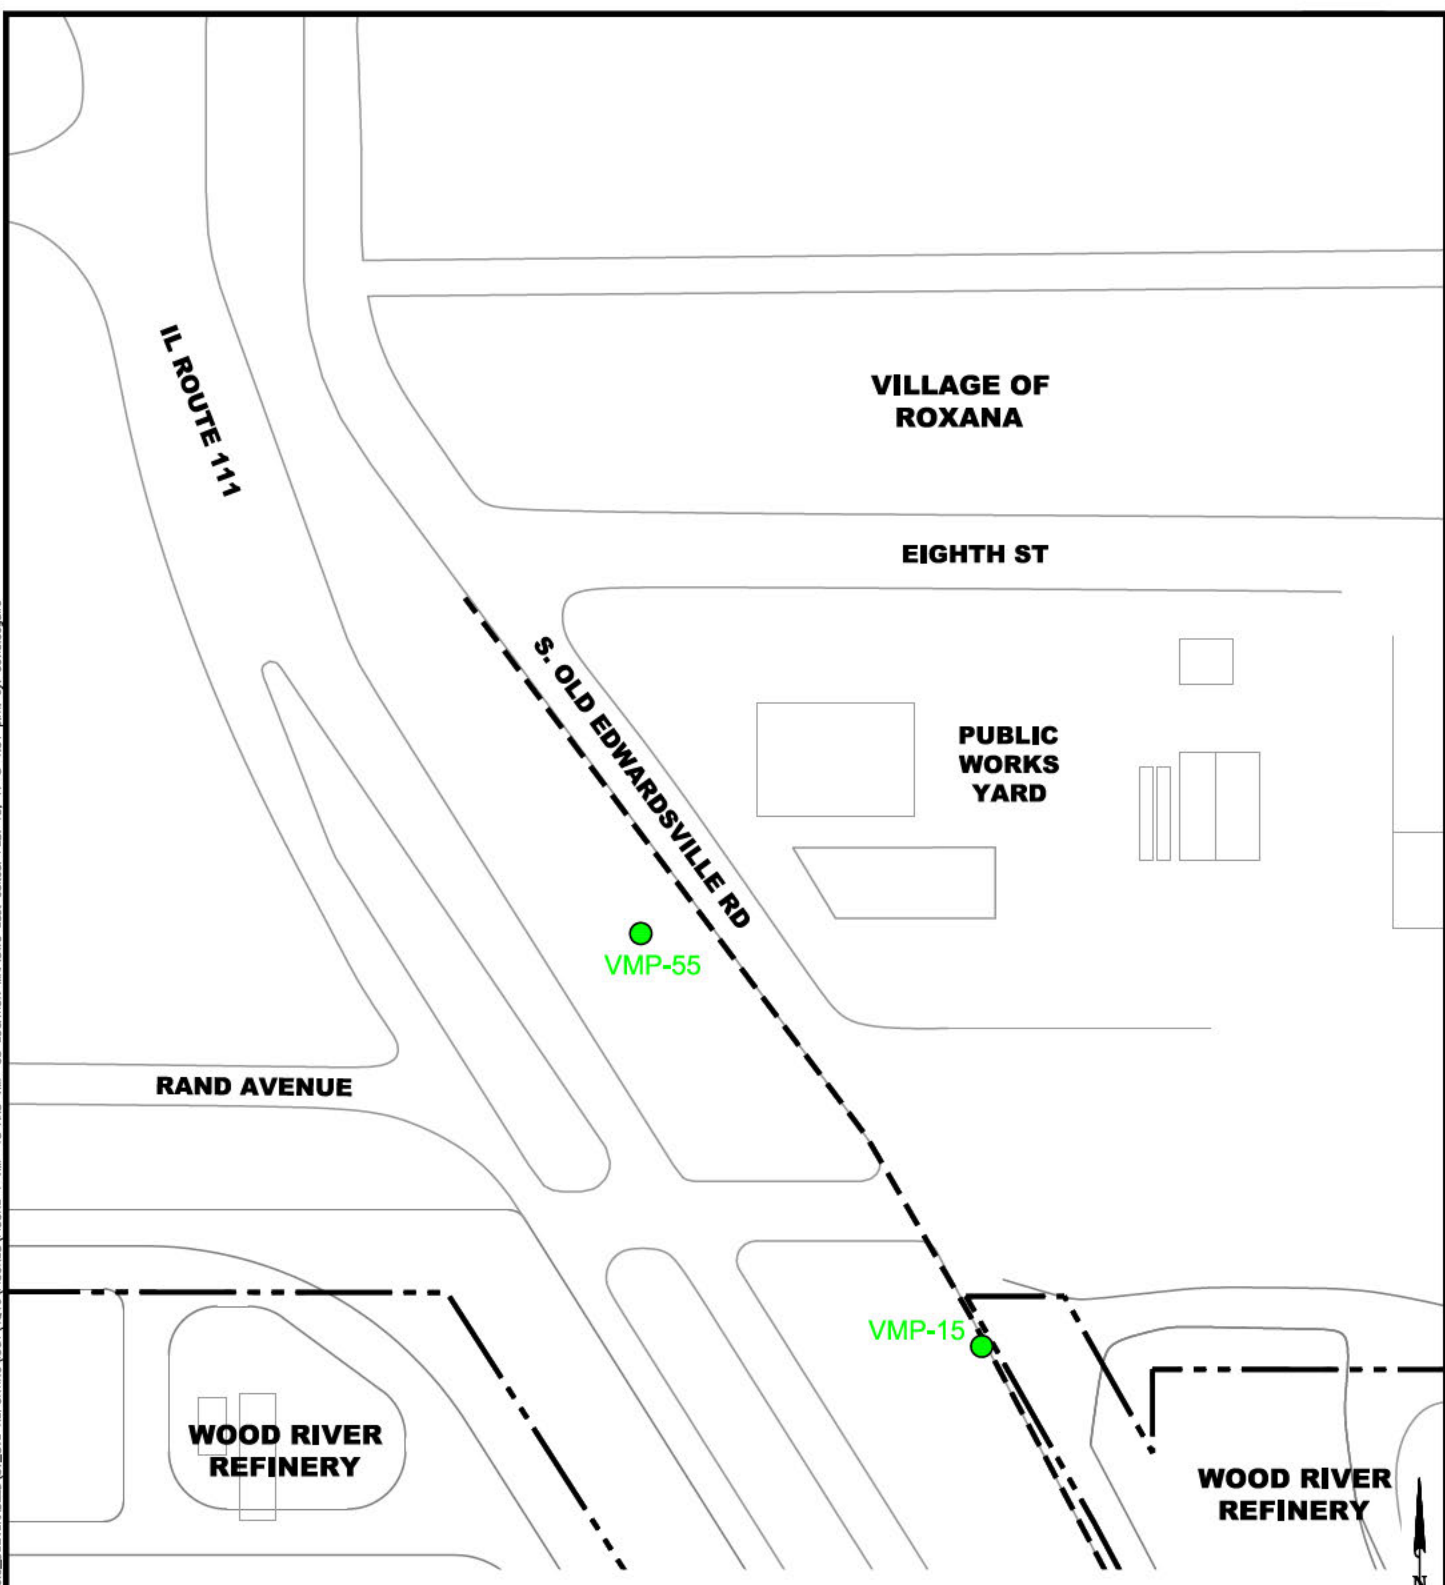 IL ROUTE 111
VILLAGE OF
ROXANA
EIGHTH ST
S. OLD EDWARDSVILLE RD
PUBLIC
WORKS
YARD
VMP-55
RAND AVENUE
VMP-15
WOOD RIVER
REFINERY
WOOD RIVER
REFINERY
N